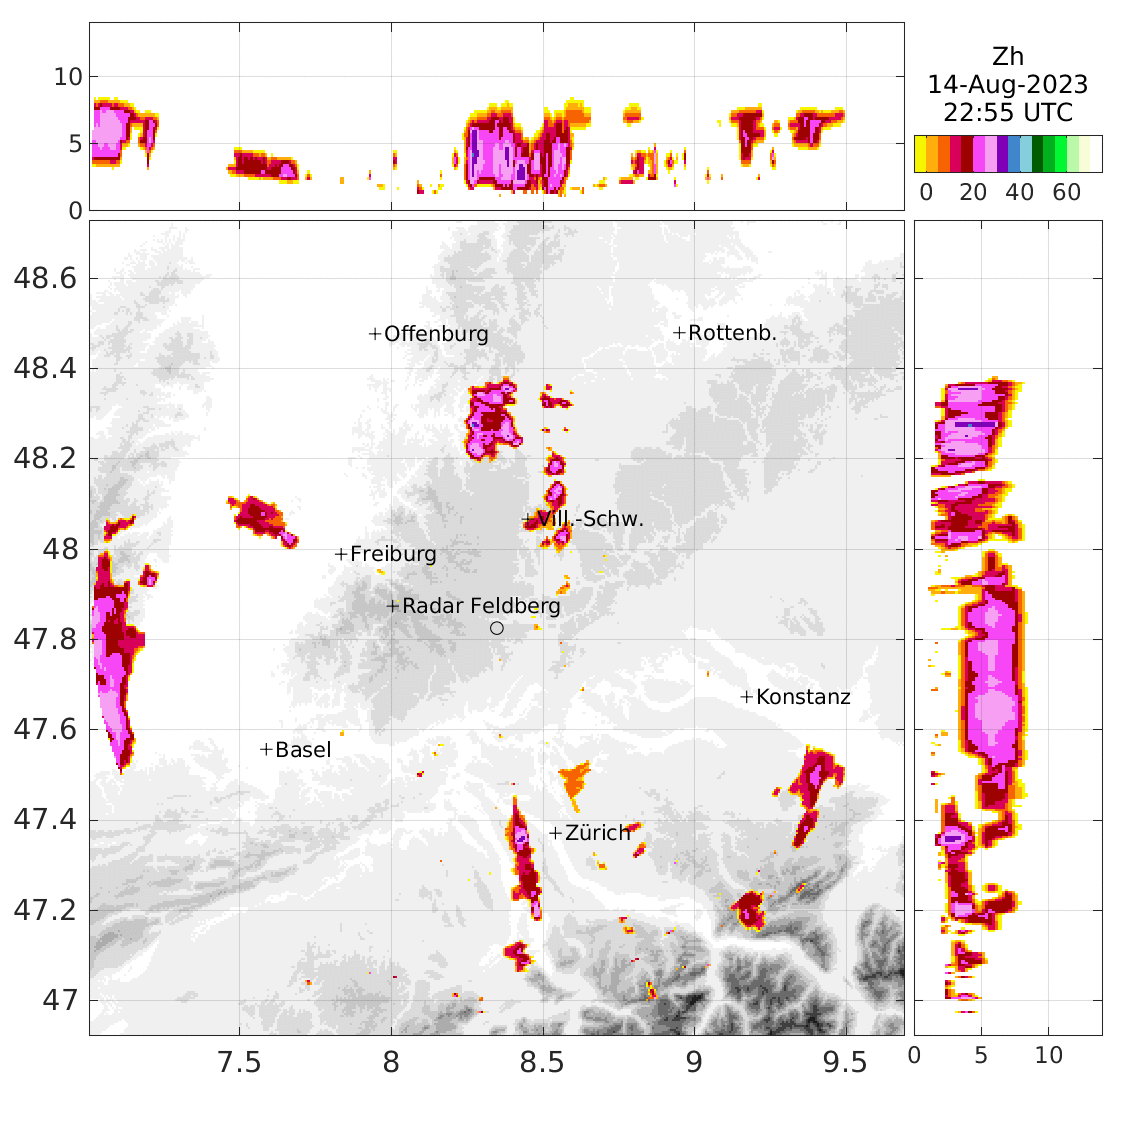 10
5
0
Zh
14-Aug-2023
22:55 UTC
0 20 40 60
48.6
48.4
48.2
48
47.8
47.6
47.4
47.2
47
+Offenburg
+Rottenb.
+Vill.-Schw.
+Freiburg
+Radar Feldberg
+Konstanz
+Basel
+Zürich
7.5 8 8.5 9 9.5
0 5 10